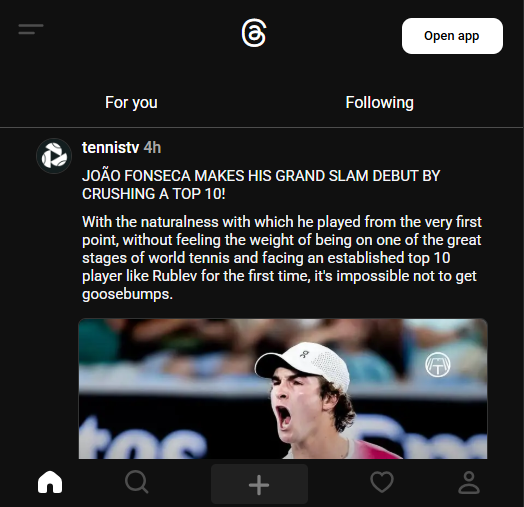 Open app
For you
Following
tennistv 4h
JOÃO FONSECA MAKES HIS GRAND SLAM DEBUT BY
CRUSHING A TOP 10!
With the naturalness with which he played from the very first
point, without feeling the weight of being on one of the great
stages of world tennis and facing an established top 10
player like Rublev for the first time, it's impossible not to get
goosebumps.